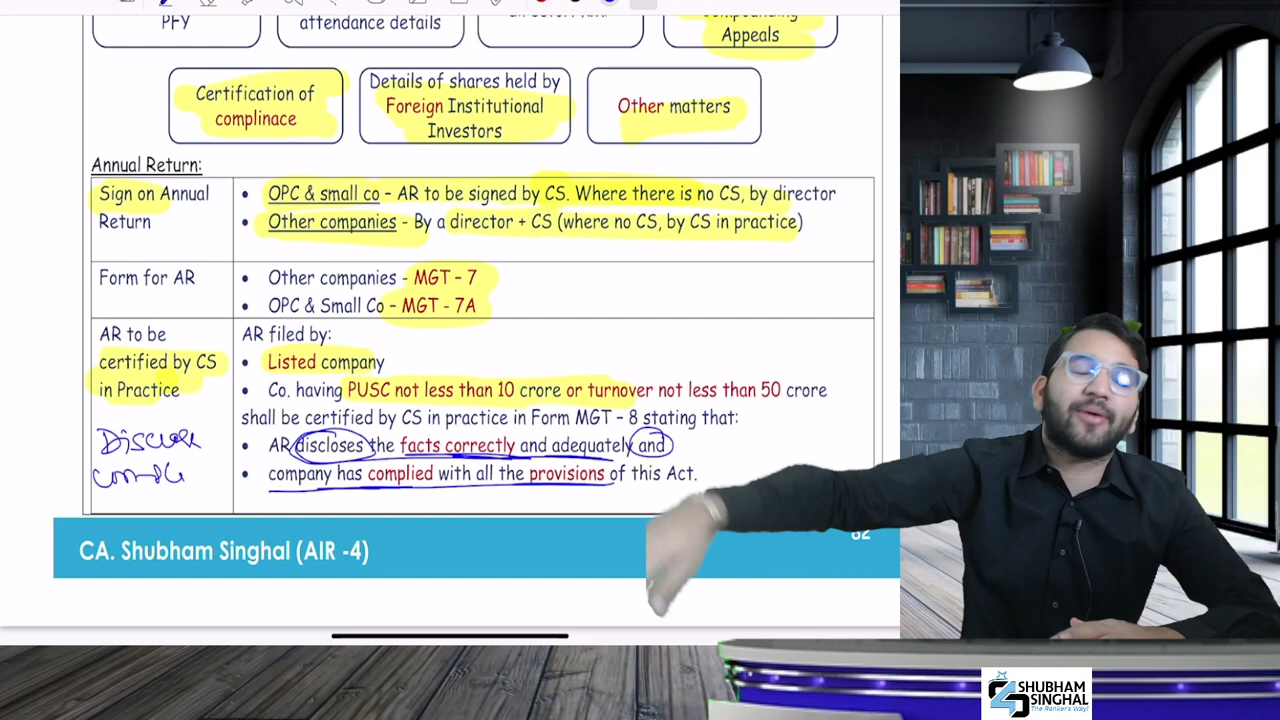 PFY
attendance details
Appeals
Certification of
complinace
Details of shares held by
Foreign Institutional
Investors
Other matters
Annual Return:
Sign on Annual
Return
• OPC & small co – AR to be signed by CS. Where there is no CS, by director
• Other companies - By a director + CS (where no CS, by CS in practice)
Form for AR
• Other companies - MGT – 7
• OPC & Small Co – MGT - 7A
AR to be
certified by CS
in Practice
AR filed by:
• Listed company
• Co. having PUSC not less than 10 crore or turnover not less than 50 crore
shall be certified by CS in practice in Form MGT – 8 stating that:
• AR discloses the facts correctly and adequately and
• company has complied with all the provisions of this Act.
CA. Shubham Singhal (AIR -4)
SHUBHAM
SINGHAL
The Ranker's Way!